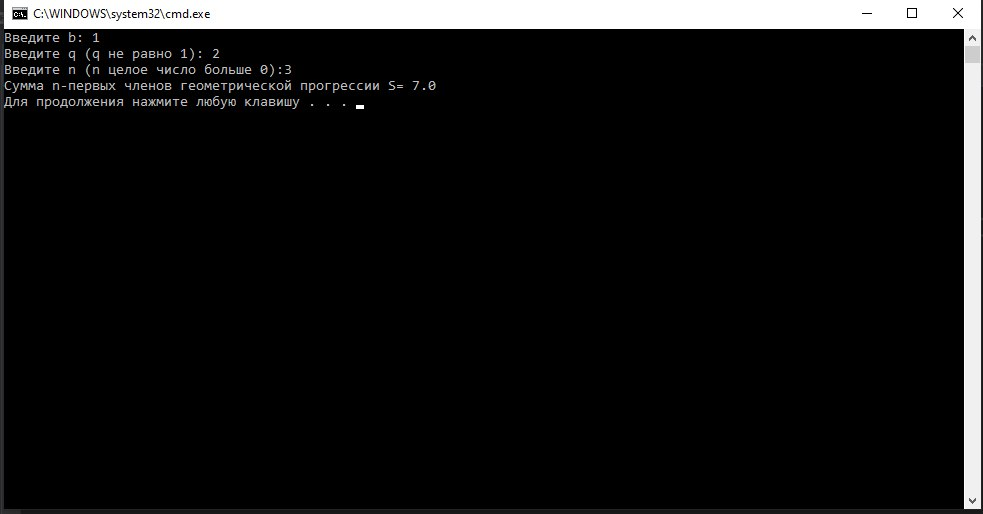 C:\WINDOWS\system32\cmd.exe
Введите b: 1
Введите q (q не равно 1): 2
Введите n (n целое число больше 0):3
Сумма n-первых членов геометрической прогрессии S= 7.0
Для продолжения нажмите любую клавишу . . .